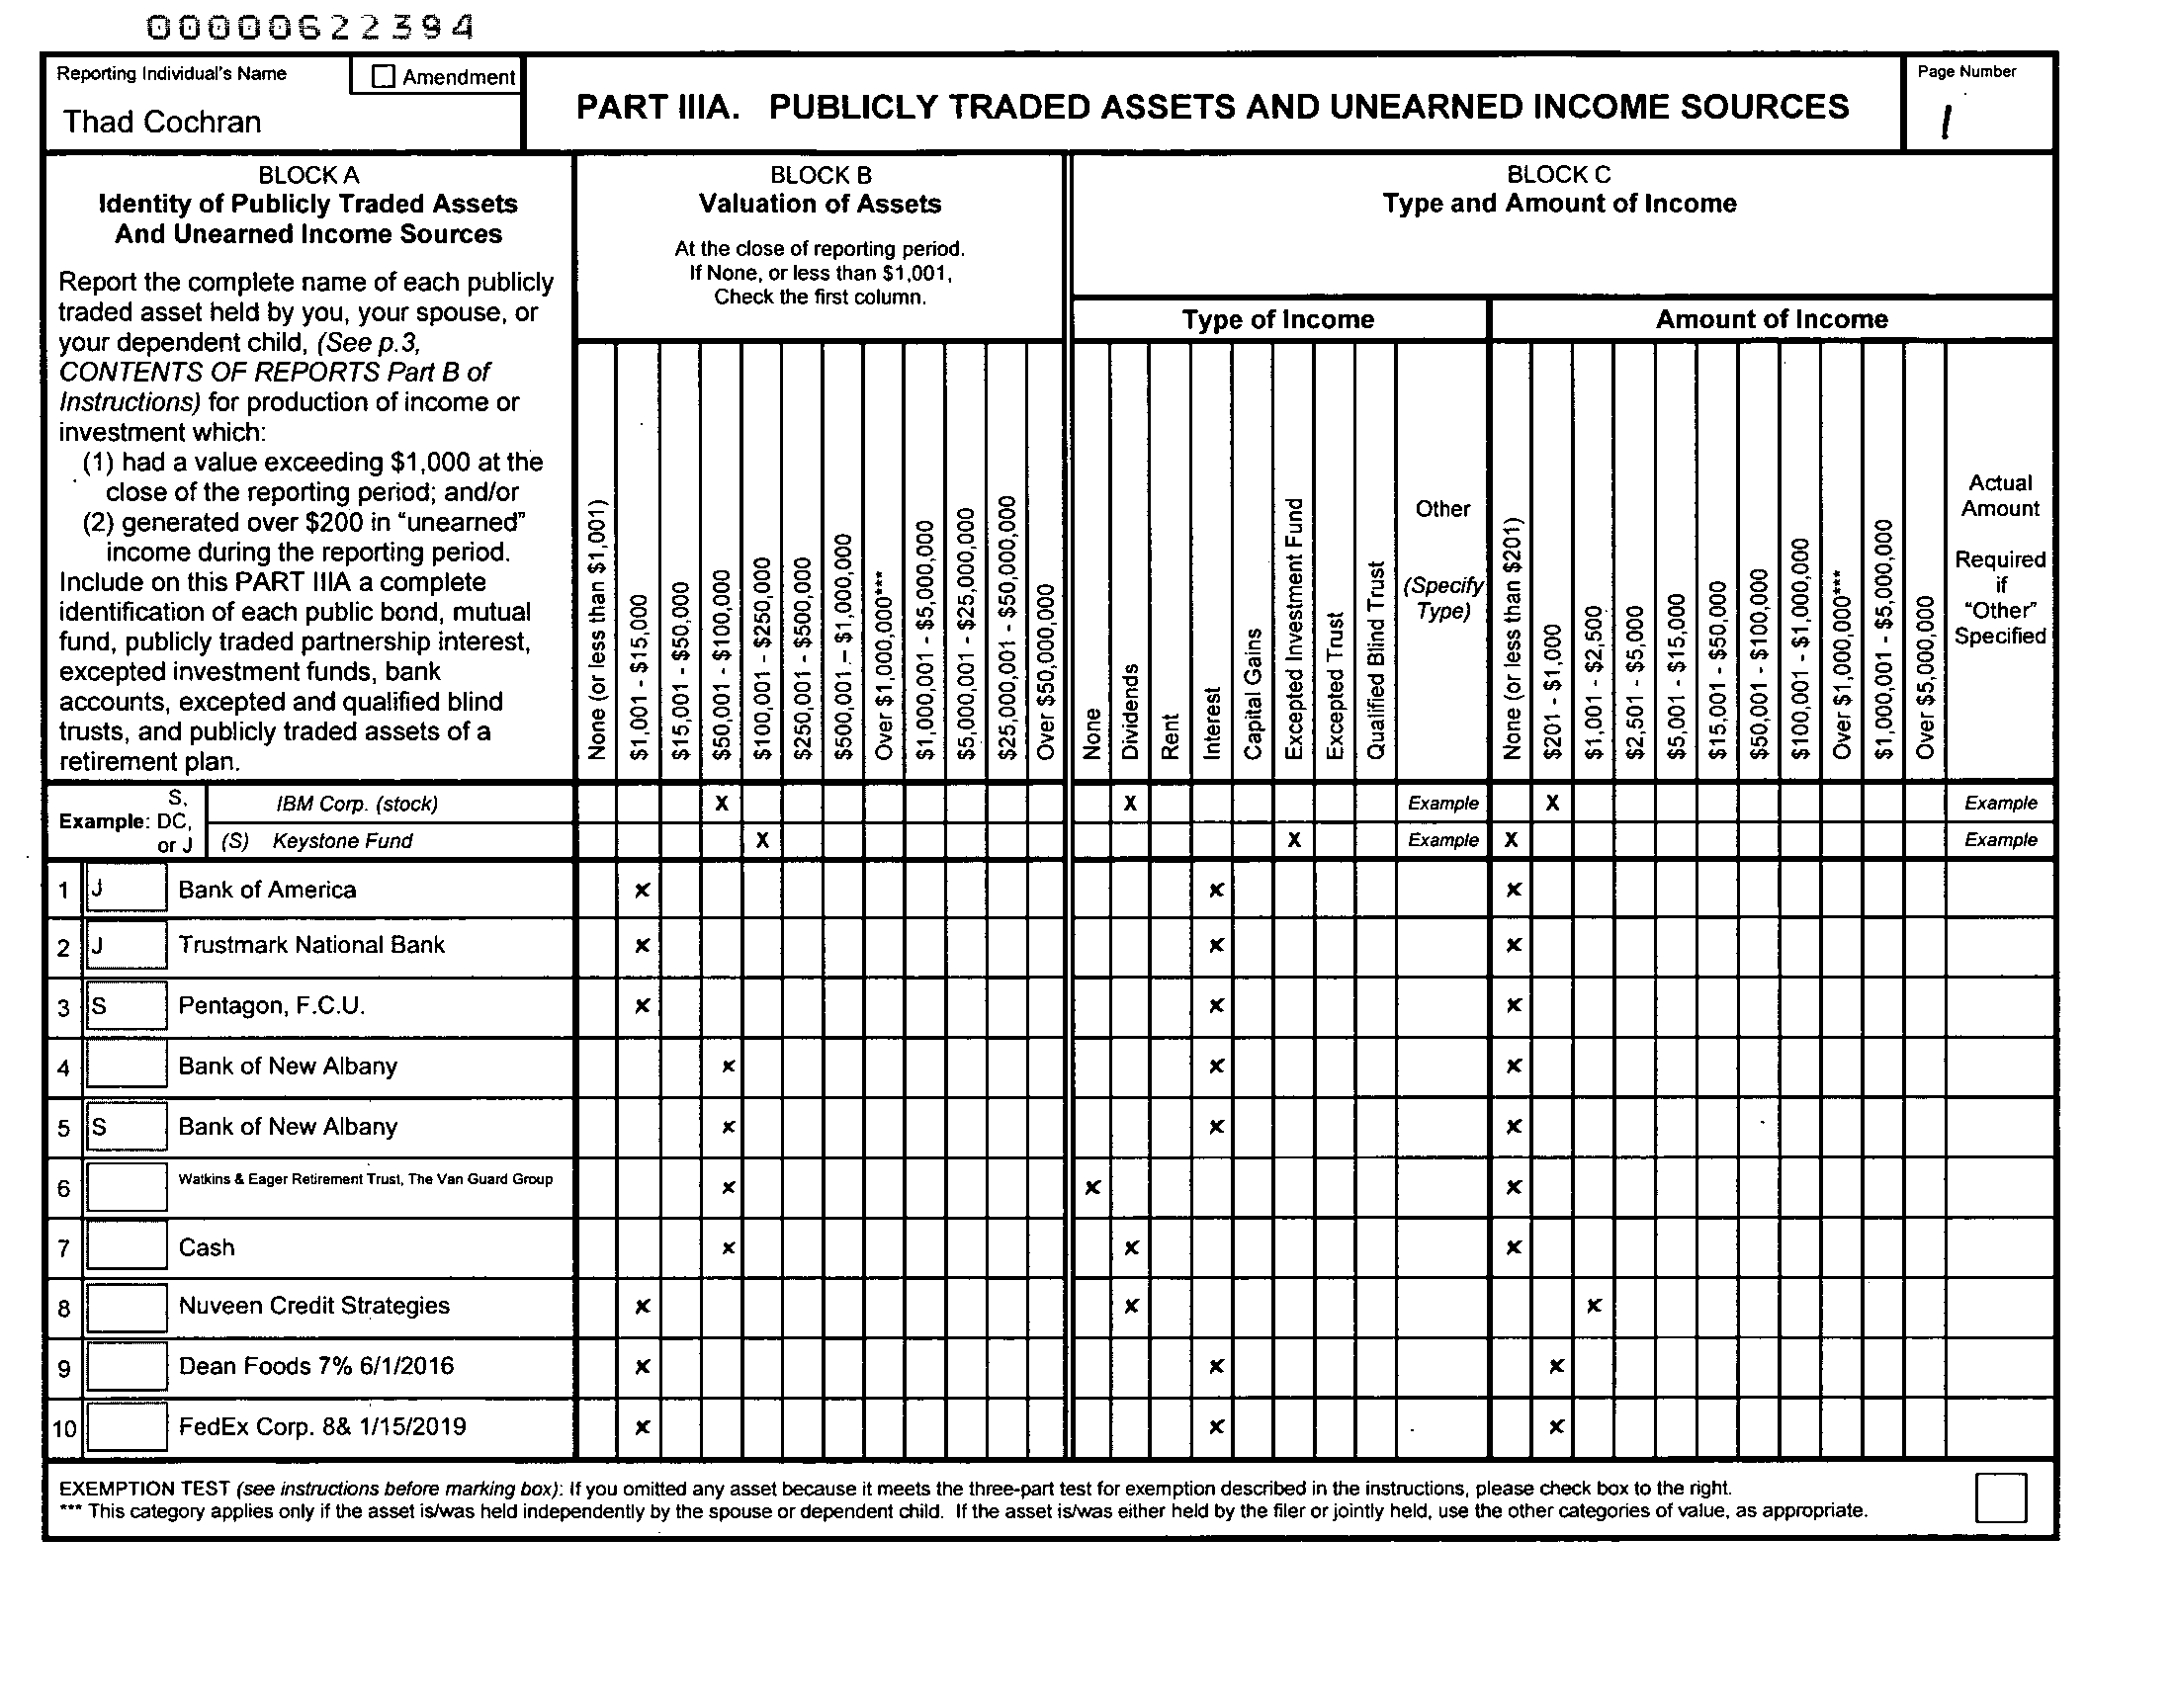 00000622394
Reporting Individual's Name
Amendment
Thad Cochran
PART IIIA. PUBLICLY TRADED ASSETS AND UNEARNED INCOME SOURCES
Page Number
1
BLOCK A
Identity of Publicly Traded Assets
And Unearned Income Sources
Report the complete name of each publicly
traded asset held by you, your spouse, or
your dependent child, (See p.3,
CONTENTS OF REPORTS Part B of
Instructions) for production of income or
investment which:
(1) had a value exceeding $1,000 at the
close of the reporting period; and/or
(2) generated over $200 in "unearned"
income during the reporting period.
Include on this PART IIIA a complete
identification of each public bond, mutual
fund, publicly traded partnership interest,
excepted investment funds, bank
accounts, excepted and qualified blind
trusts, and publicly traded assets of a
retirement plan.
BLOCK B
Valuation of Assets
At the close of reporting period.
If None, or less than $1,001,
Check the first column.
None (or less than $1,001)
$1,001 - $15,000
$15,001 - $50,000
$50,001 - $100,000
$100,001 - $250,000
$250,001 - $500,000
$500,001 – $1,000,000
Over $1,000,000***
$1,000,001 - $5,000,000
$5,000,001 - $25,000,000
$25,000,001 - $50,000,000
Over $50,000,000
BLOCK C
Type and Amount of Income
Type of Income
None
Dividends
Rent
Interest
Capital Gains
Excepted Investment Fund
Excepted Trust
Qualified Blind Trust
Other
(Specify
Type)
Amount of Income
None (or less than $201)
$201 - $1,000
$1,001 - $2,500
$2,501 - $5,000
$5,001 - $15,000
$15,001 - $50,000
$50,001 - $100,000
$100,001 - $1,000,000
Over $1,000,000***
$1,000,001 - $5,000,000
Over $5,000,000
Actual
Amount
Required
if
"Other"
Specified
Example: S, DC, or J
IBM Corp. (stock) X X Example X Example
(S) Keystone Fund X X Example X Example
1 J Bank of America x x x
2 J Trustmark National Bank x x x
3 S Pentagon, F.C.U. x x x
4 Bank of New Albany x x x
5 S Bank of New Albany x x x
6 Watkins & Eager Retirement Trust, The Van Guard Group x x x
7 Cash x x x
8 Nuveen Credit Strategies x x x
9 Dean Foods 7% 6/1/2016 x x x
10 FedEx Corp. 8& 1/15/2019 x x x
EXEMPTION TEST (see instructions before marking box): If you omitted any asset because it meets the three-part test for exemption described in the instructions, please check box to the right.
*** This category applies only if the asset is/was held independently by the spouse or dependent child. If the asset is/was either held by the filer or jointly held, use the other categories of value, as appropriate.